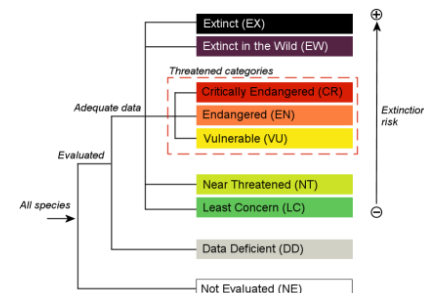 Extinct (EX)
Extinct in the Wild (EW)
Threatened categories
Critically Endangered (CR)
Adequate data
Endangered (EN)
Extinction
risk
Vulnerable (VU)
Evaluated
Near Threatened (NT)
All species
Least Concern (LC)
Data Deficient (DD)
Not Evaluated (NE)